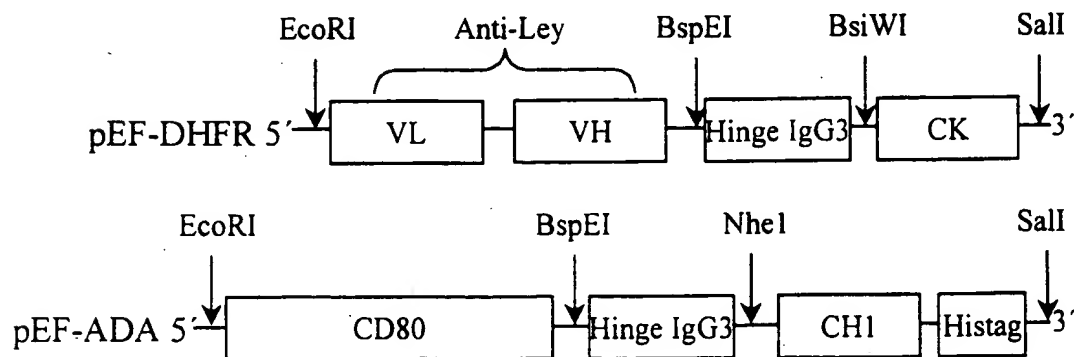 EcoRI Anti-Ley BspEI BsiWI SalI
pEF-DHFR 5´ VL VH Hinge IgG3 CK 3´
EcoRI BspEI Nhe1 SalI
pEF-ADA 5´ CD80 Hinge IgG3 CH1 Histag 3´